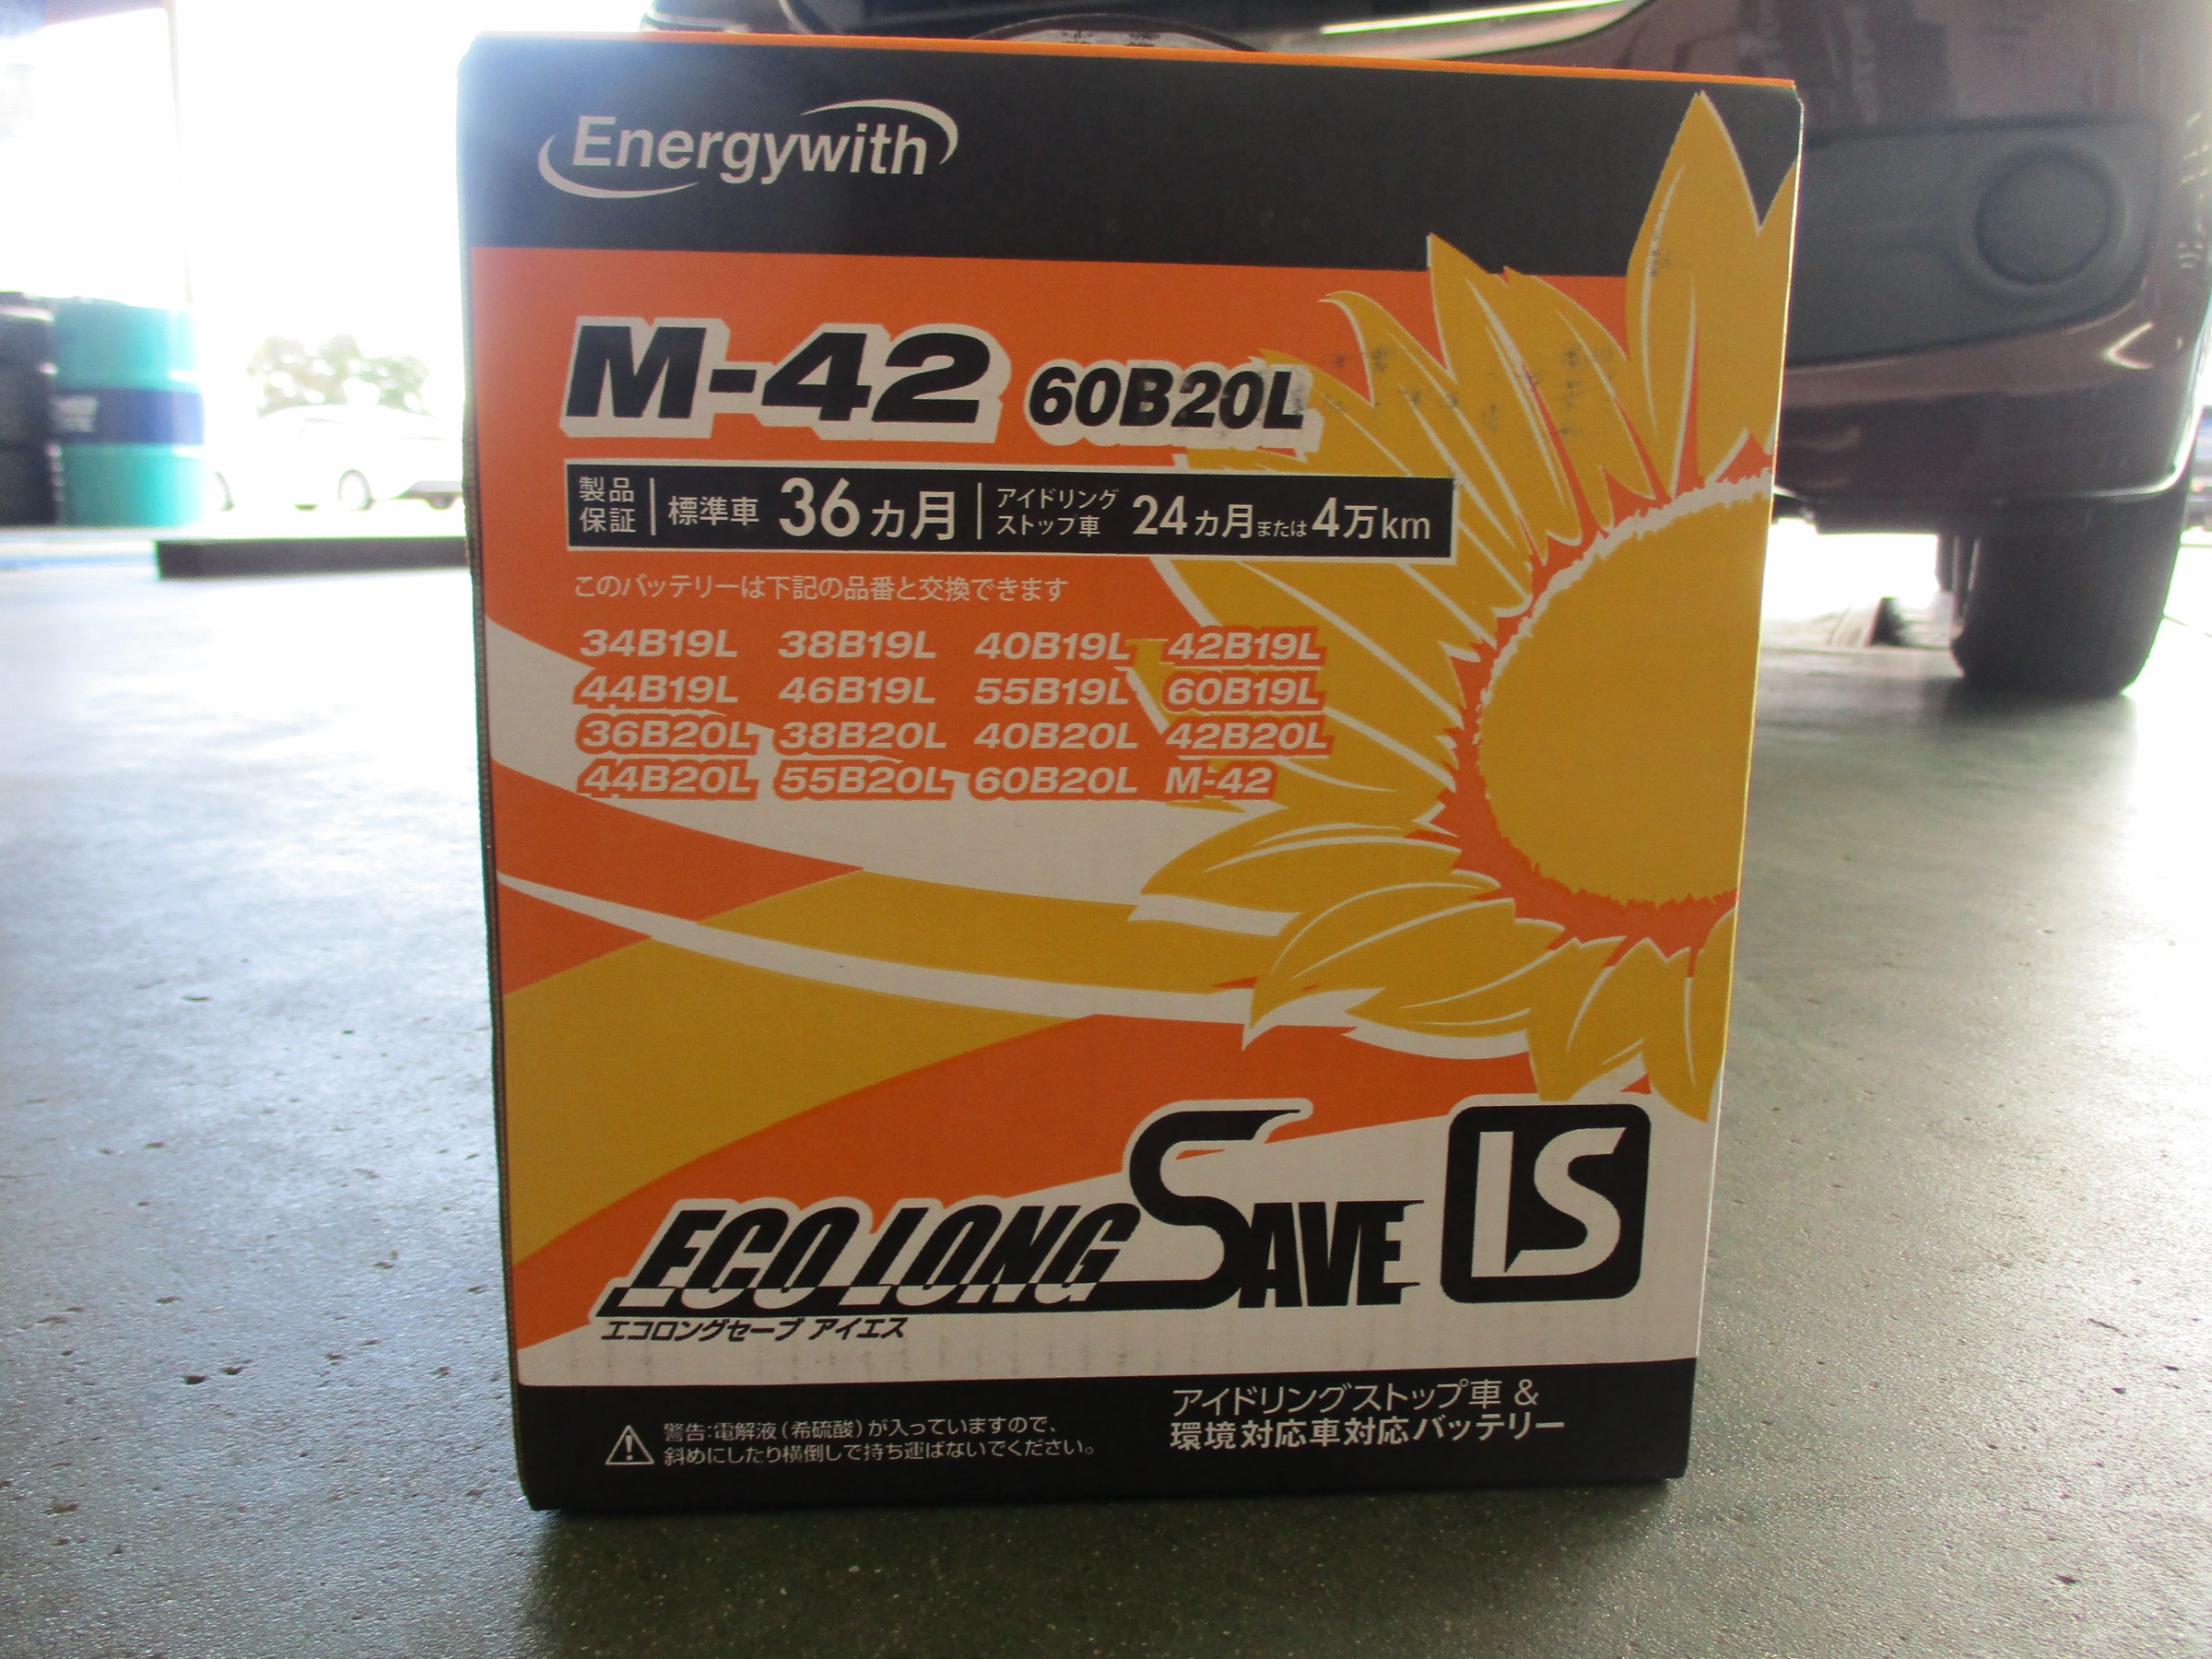 Energywith
M-42 60B20L
製品保証 標準車 36カ月 アイドリングストップ車 24カ月または4万km
このバッテリーは下記の品番と交換できます
34B19L 38B19L 40B19L 42B19L
44B19L 46B19L 55B19L 60B19L
36B20L 38B20L 40B20L 42B20L
44B20L 55B20L 60B20L M-42
ECO LONG SAVE IS
エコロングセーブ アイエス
アイドリングストップ車 &
環境対応車対応バッテリー
警告:電解液(希硫酸)が入っていますので、
斜めにしたり横倒しで持ち運ばないでください。